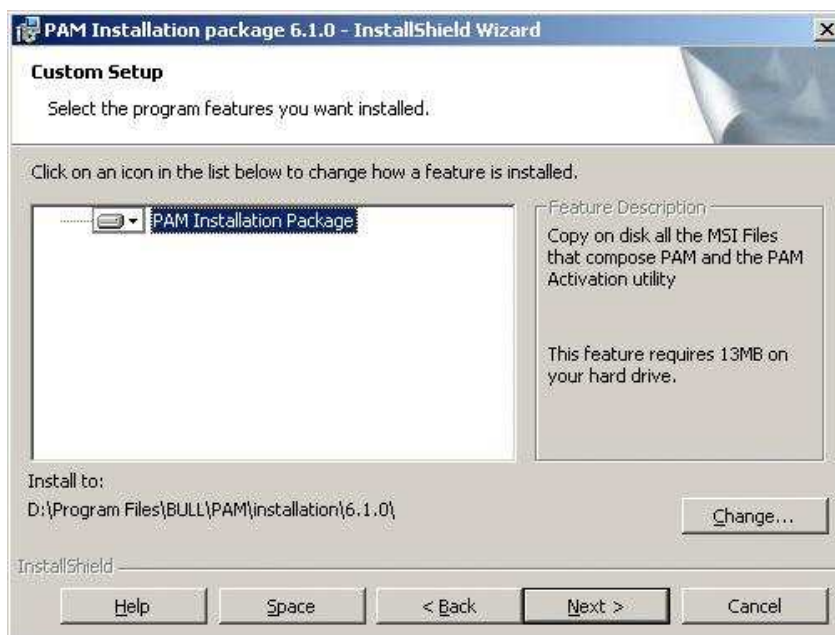 PAM Installation package 6.1.0 - InstallShield Wizard
Custom Setup
Select the program features you want installed.
Click on an icon in the list below to change how a feature is installed.
PAM Installation Package
Feature Description
Copy on disk all the MSI Files
that compose PAM and the PAM
Activation utility
This feature requires 13MB on
your hard drive.
Install to:
D:\Program Files\BULL\PAM\installation\6.1.0\
Change...
InstallShield
Help
Space
< Back
Next >
Cancel